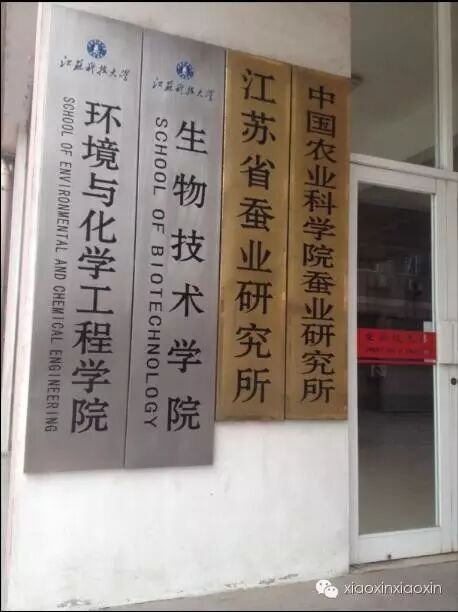 江苏科技大学
环境与化学工程学院
SCHOOL OF ENVIRONMENTAL AND CHEMICAL ENGINEERING
江苏科技大学
生物技术学院
SCHOOL OF BIOTECHNOLOGY
江苏省蚕业研究所
中国农业科学院蚕业研究所
xiaoxinxiaoxin